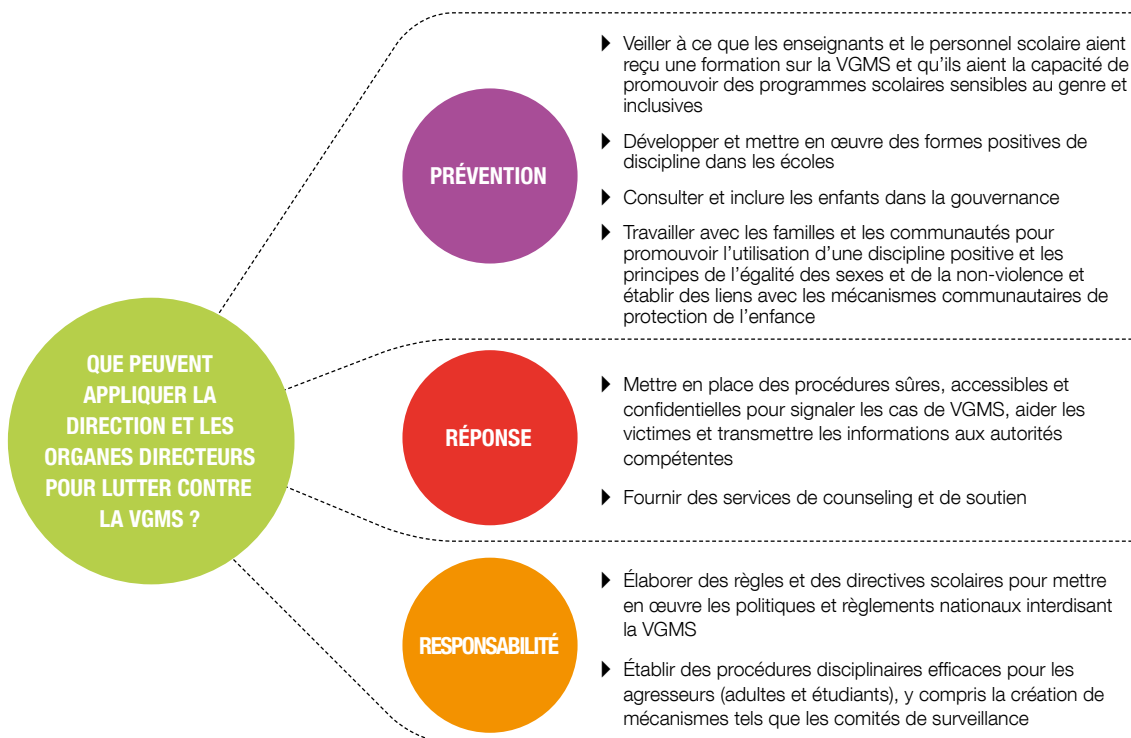 QUE PEUVENT
APPLIQUER LA
DIRECTION ET LES
ORGANES DIRECTEURS
POUR LUTTER CONTRE
LA VGMS ?
PRÉVENTION
Veiller à ce que les enseignants et le personnel scolaire aient
reçu une formation sur la VGMS et qu’ils aient la capacité de
promouvoir des programmes scolaires sensibles au genre et
inclusives
Développer et mettre en œuvre des formes positives de
discipline dans les écoles
Consulter et inclure les enfants dans la gouvernance
Travailler avec les familles et les communautés pour
promouvoir l’utilisation d’une discipline positive et les
principes de l’égalité des sexes et de la non-violence et
établir des liens avec les mécanismes communautaires de
protection de l’enfance
RÉPONSE
Mettre en place des procédures sûres, accessibles et
confidentielles pour signaler les cas de VGMS, aider les
victimes et transmettre les informations aux autorités
compétentes
Fournir des services de counseling et de soutien
RESPONSABILITÉ
Élaborer des règles et des directives scolaires pour mettre
en œuvre les politiques et règlements nationaux interdisant
la VGMS
Établir des procédures disciplinaires efficaces pour les
agresseurs (adultes et étudiants), y compris la création de
mécanismes tels que les comités de surveillance